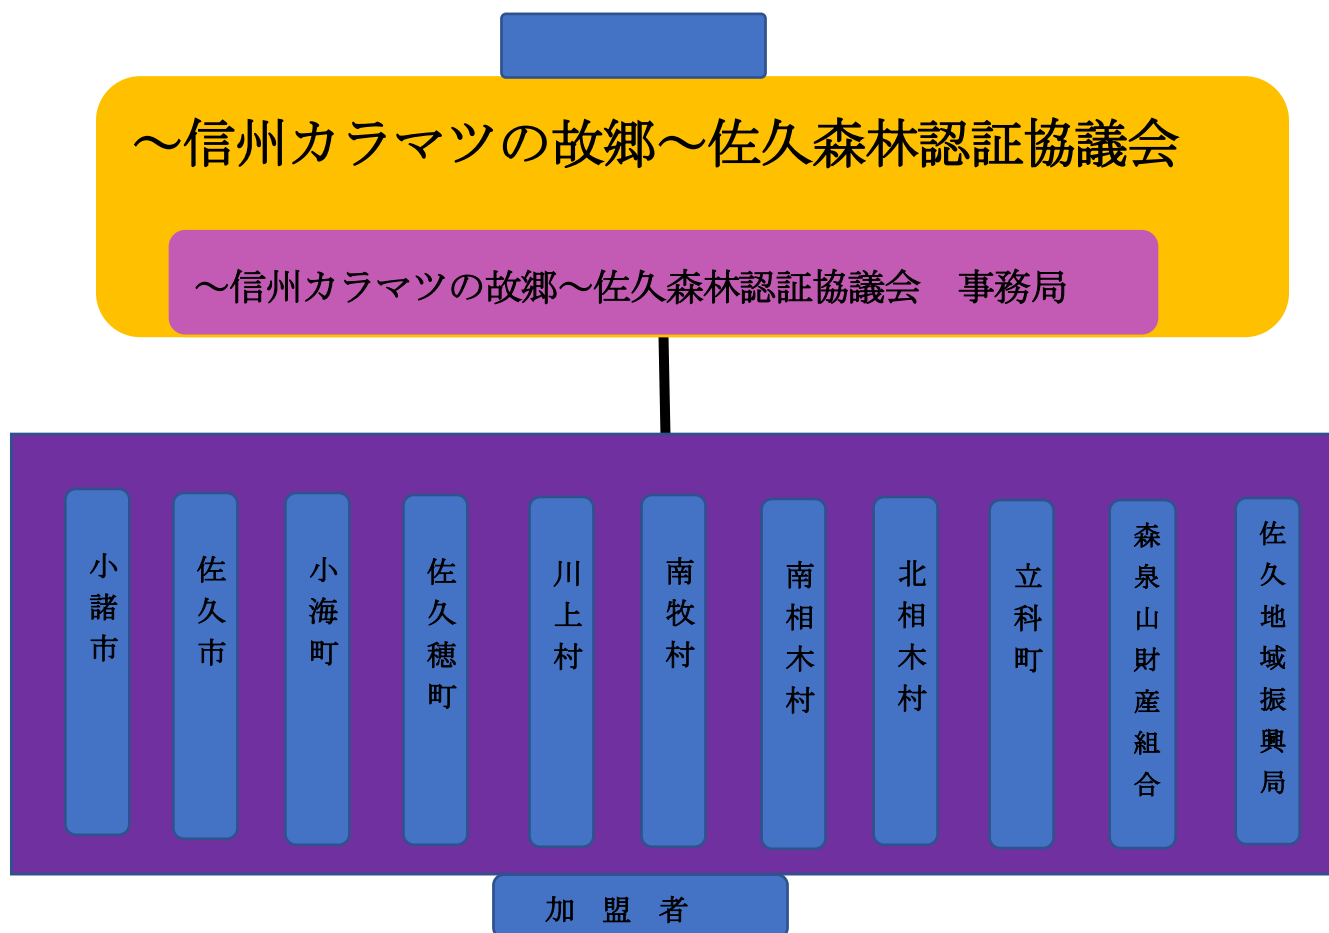 ～信州カラマツの故郷～佐久森林認証協議会
～信州カラマツの故郷～佐久森林認証協議会　事務局
小諸市
佐久市
小海町
佐久穂町
川上村
南牧村
南相木村
北相木村
立科町
森泉山財産組合
佐久地域振興局
加　盟　者